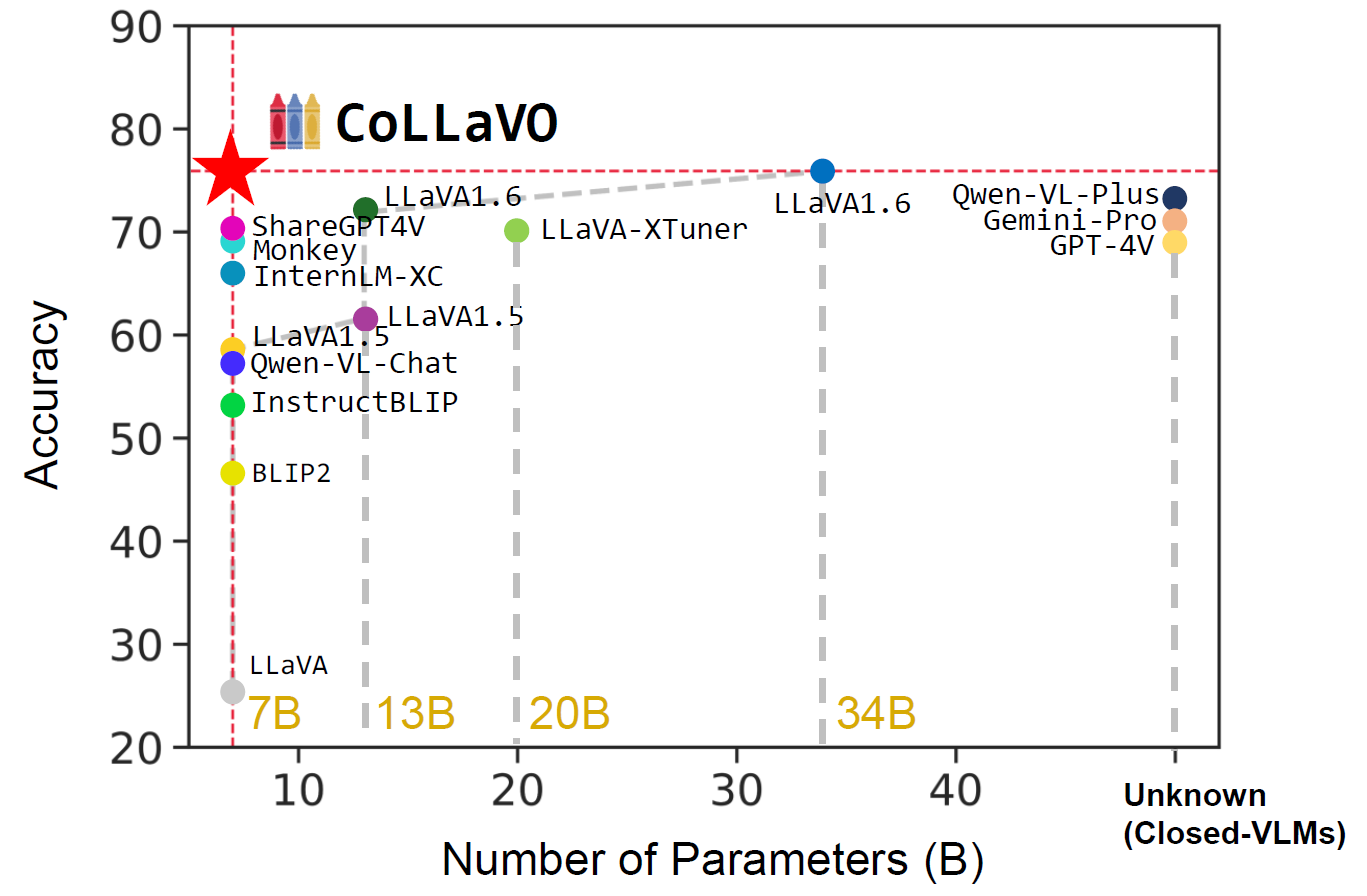 90
80
70
60
50
40
30
20
Accuracy
CoLLaVO
LLaVA1.6
LLaVA1.6
Qwen-VL-Plus
Gemini-Pro
GPT-4V
ShareGPT4V
Monkey
InternLM-XC
LLaVA-XTuner
LLaVA1.5
LLaVA1.5
Qwen-VL-Chat
InstructBLIP
BLIP2
LLaVA
7B
13B
20B
34B
10
20
30
40
Unknown
(Closed-VLMs)
Number of Parameters (B)